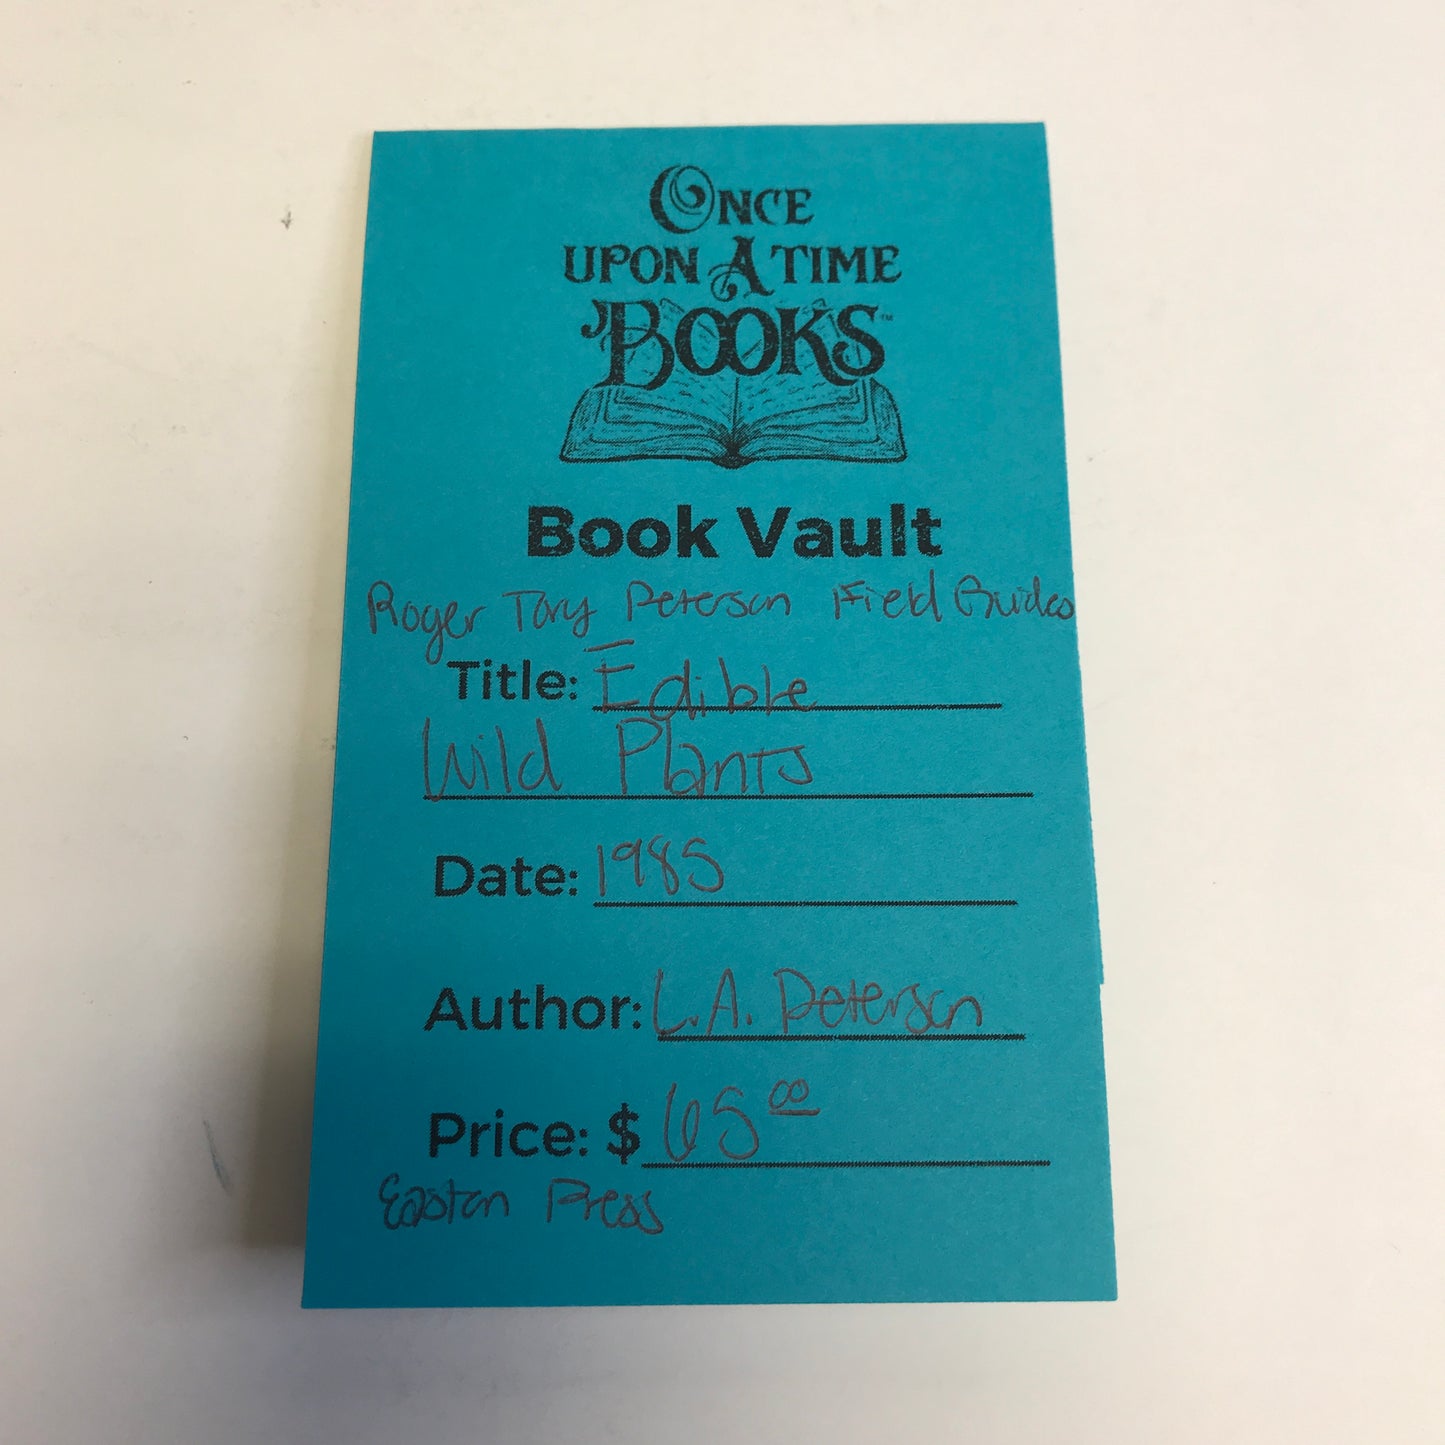 ONCE
UPON A TIME
BOOKS™
Book Vault
Roger Tory Peterson Field Guides
Title: Edible
Wild Plants
Date: 1985
Author: L.A. Peterson
Price: $ 65.00
Easton Press